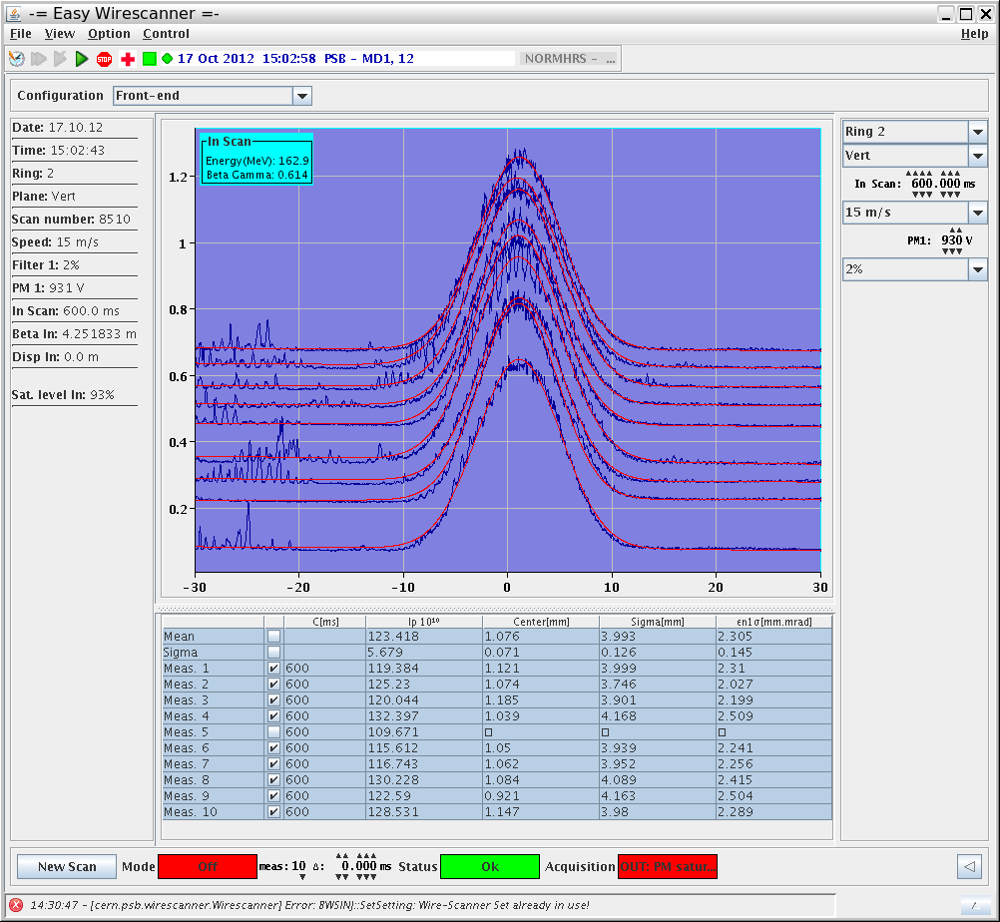 -= Easy Wirescanner =-
File View Option Control Help
STOP 17 Oct 2012 15:02:58 PSB - MD1, 12 NORMHRS - ...
Configuration Front-end
Date: 17.10.12
Time: 15:02:43
Ring: 2
Plane: Vert
Scan number: 8510
Speed: 15 m/s
Filter 1: 2%
PM 1: 931 V
In Scan: 600.0 ms
Beta In: 4.251833 m
Disp In: 0.0 m
Sat. level In: 93%
In Scan
Energy(MeV): 162.9
Beta Gamma: 0.614
1.2
1
0.8
0.6
0.4
0.2
-30 -20 -10 0 10 20 30
Ring 2
Vert
In Scan: 600.000 ms
15 m/s
PM1: 930 V
2%
C[ms] Ip 10¹⁰ Center[mm] Sigma[mm] εn1σ[mm.mrad]
Mean 123.418 1.076 3.993 2.305
Sigma 5.679 0.071 0.126 0.145
Meas. 1 600 119.384 1.121 3.999 2.31
Meas. 2 600 125.23 1.074 3.746 2.027
Meas. 3 600 120.044 1.185 3.901 2.199
Meas. 4 600 132.397 1.039 4.168 2.509
Meas. 5 600 109.671 □ □ □
Meas. 6 600 115.612 1.05 3.939 2.241
Meas. 7 600 116.743 1.062 3.952 2.256
Meas. 8 600 130.228 1.084 4.089 2.415
Meas. 9 600 122.59 0.921 4.163 2.504
Meas. 10 600 128.531 1.147 3.98 2.289
New Scan Mode Off meas: 10 Δ: 0.000 ms Status Ok Acquisition OUT: PM satur...
14:30:47 - [cern.psb.wirescanner.Wirescanner] Error: BWSINJ::SetSetting: Wire-Scanner Set already in use!